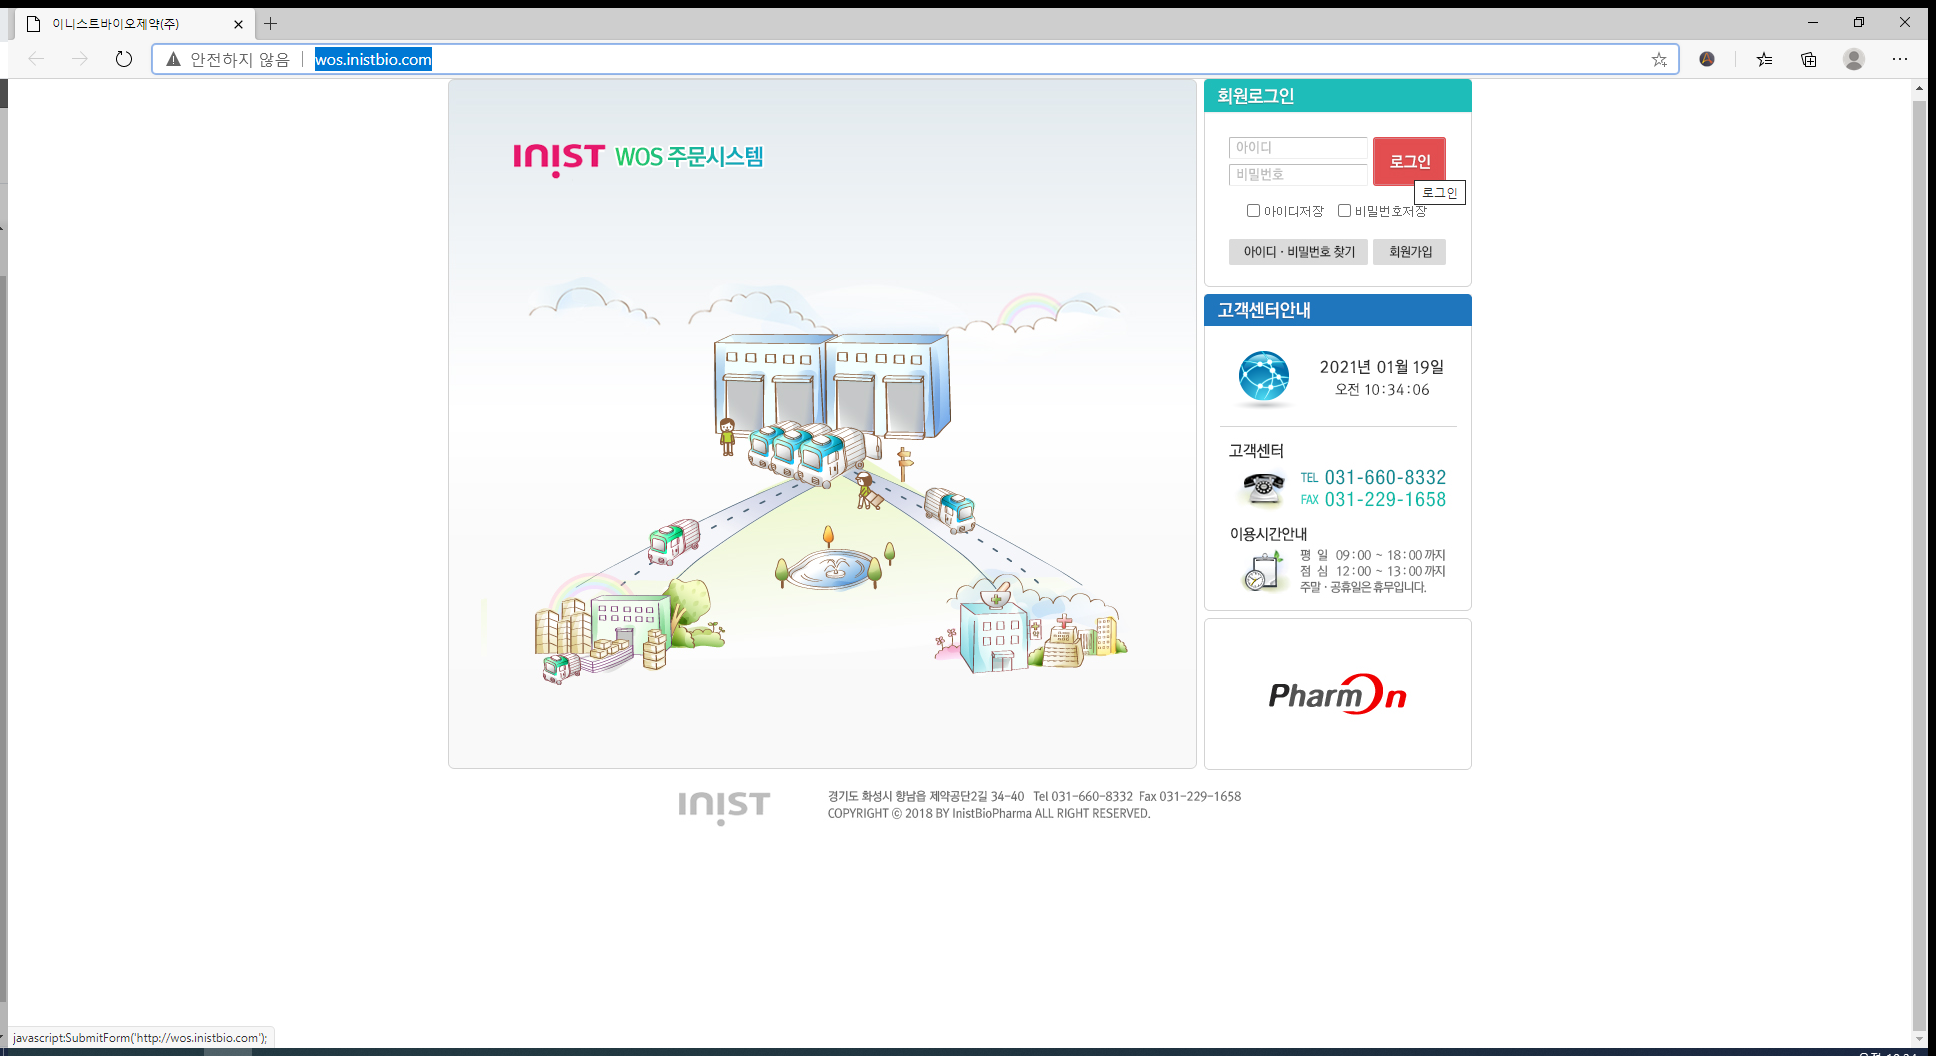 이니스트바이오제약(주)
안전하지 않음 wos.inistbio.com
INIST WOS 주문시스템
회원로그인
아이디
비밀번호
로그인
로그인
아이디저장 비밀번호저장
아이디 · 비밀번호 찾기 회원가입
고객센터안내
2021년 01월 19일
오전 10:34:06
고객센터
TEL 031-660-8332
FAX 031-229-1658
이용시간안내
평 일 09:00 ~ 18:00 까지
점 심 12:00 ~ 13:00 까지
주말 · 공휴일은 휴무입니다.
PharmOn
INIST
경기도 화성시 향남읍 제약공단2길 34-40 Tel 031-660-8332 Fax 031-229-1658
COPYRIGHT ⓒ 2018 BY InistBioPharma ALL RIGHT RESERVED.
javascript:SubmitForm('http://wos.inistbio.com');